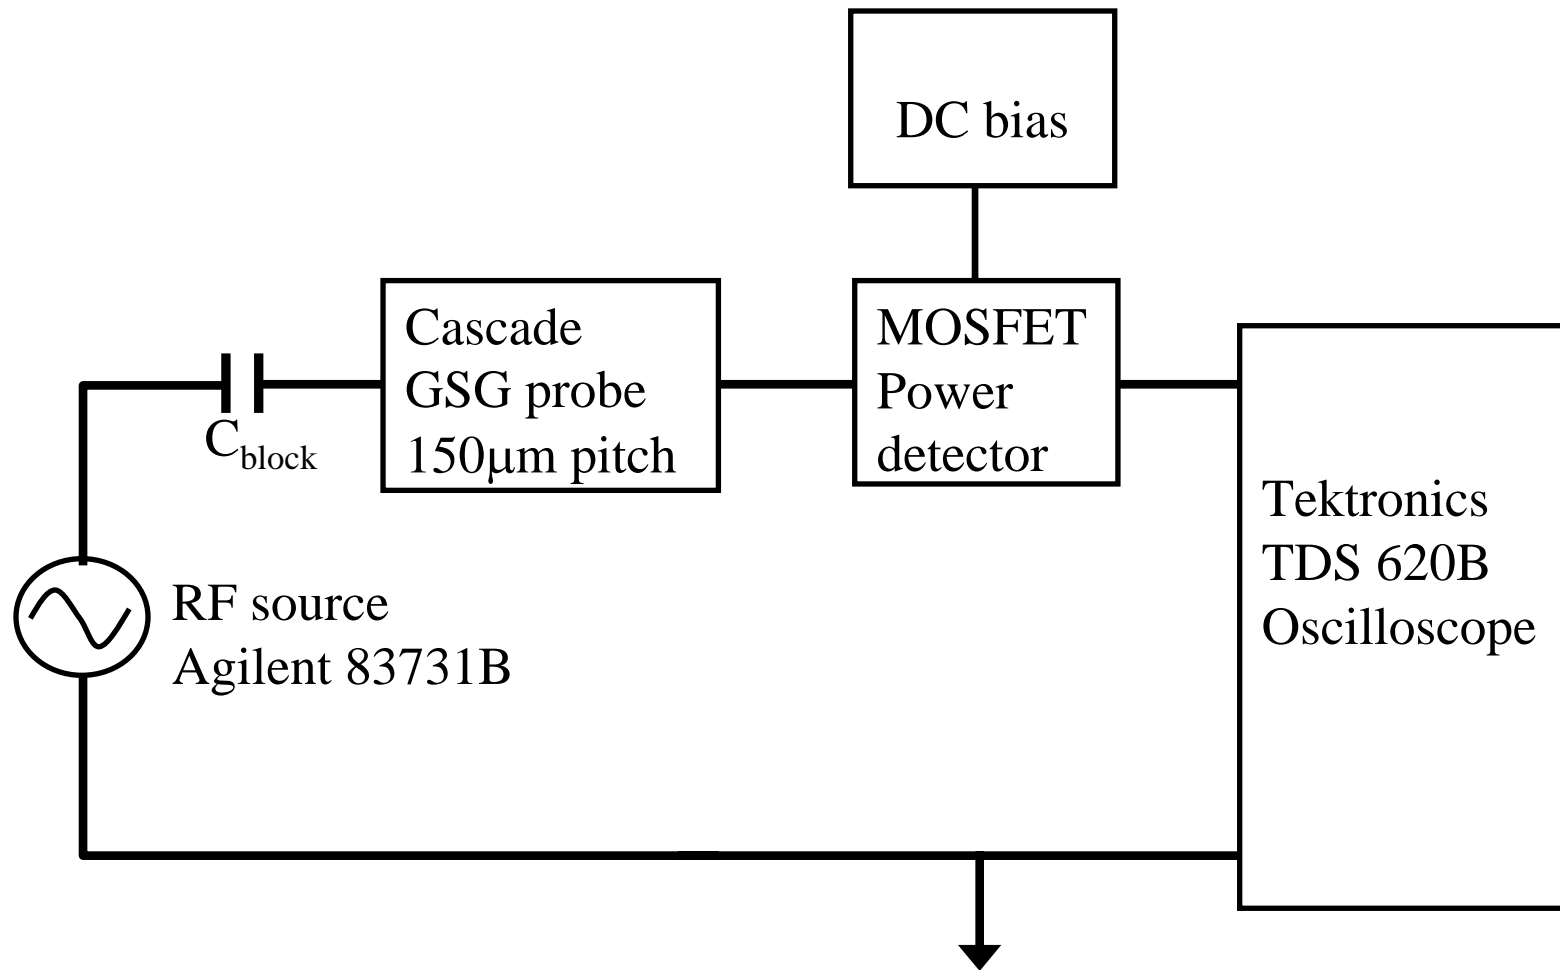 DC bias
Cascade
GSG probe
150μm pitch
MOSFET
Power
detector
C_block
Tektronics
TDS 620B
Oscilloscope
RF source
Agilent 83731B